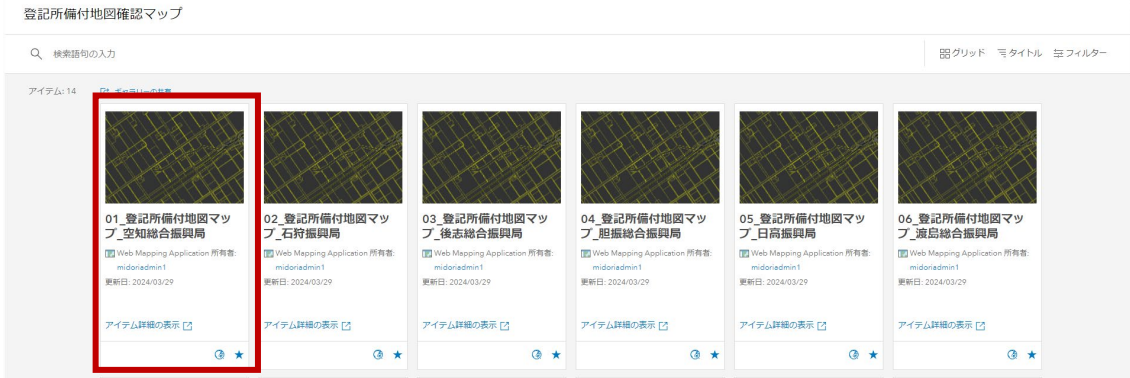 登記所備付地図確認マップ
検索語句の入力
グリッド タイトル フィルター
アイテム: 14 ギャラリーの共有
01_登記所備付地図マッ
プ_空知総合振興局
Web Mapping Application 所有者:
midoriadmin1
更新日: 2024/03/29
アイテム詳細の表示
02_登記所備付地図マッ
プ_石狩振興局
Web Mapping Application 所有者:
midoriadmin1
更新日: 2024/03/29
アイテム詳細の表示
03_登記所備付地図マッ
プ_後志総合振興局
Web Mapping Application 所有者:
midoriadmin1
更新日: 2024/03/29
アイテム詳細の表示
04_登記所備付地図マッ
プ_胆振総合振興局
Web Mapping Application 所有者:
midoriadmin1
更新日: 2024/03/29
アイテム詳細の表示
05_登記所備付地図マッ
プ_日高振興局
Web Mapping Application 所有者:
midoriadmin1
更新日: 2024/03/29
アイテム詳細の表示
06_登記所備付地図マッ
プ_渡島総合振興局
Web Mapping Application 所有者:
midoriadmin1
更新日: 2024/03/29
アイテム詳細の表示